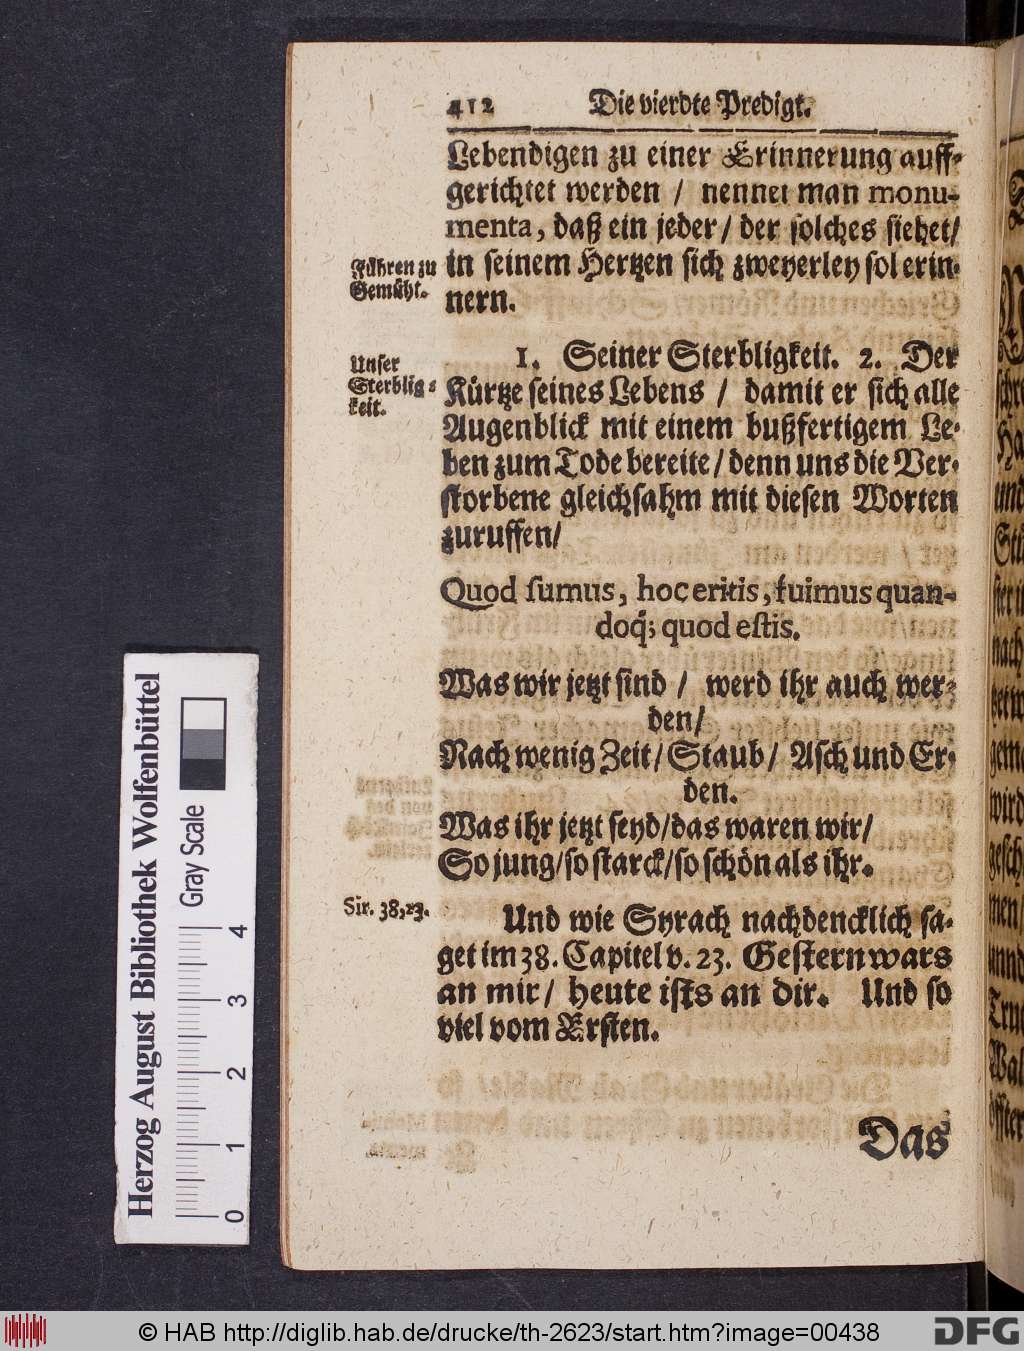 412 Die vierdte Predigt.
Lebendigen zu einer Erinnerung auff-
gerichtet werden / nennet man monu-
menta, daß ein jeder / der solches siehet /
Führen zu
Gemüht.
in seinem Hertzen sich zweyerley sol erin-
nern.
Unser
Sterblig-
keit.
1. Seiner Sterbligkeit. 2. Der
Kürtze seines Lebens / damit er sich alle
Augenblick mit einem bußfertigem Le-
ben zum Tode bereite / denn uns die Ver-
storbene gleichsahm mit diesen Worten
zuruffen /
Quod sumus, hoc eritis, fuimus quan-
doq; quod estis.
Was wir jetzt sind / werd ihr auch wer-
den /
Nach wenig Zeit / Staub / Asch und Er-
den.
Was ihr jetzt seyd / das waren wir /
So jung / so starck / so schön als ihr.
Sir. 38, 23.
Und wie Syrach nachdencklich sa-
get im 38. Capitel v. 23. Gestern wars
an mir / heute ists an dir. Und so
viel vom Ersten.
Das
Herzog August Bibliothek Wolfenbüttel
Gray Scale
0 1 2 3 4
© HAB http://diglib.hab.de/drucke/th-2623/start.htm?image=00438
DFG